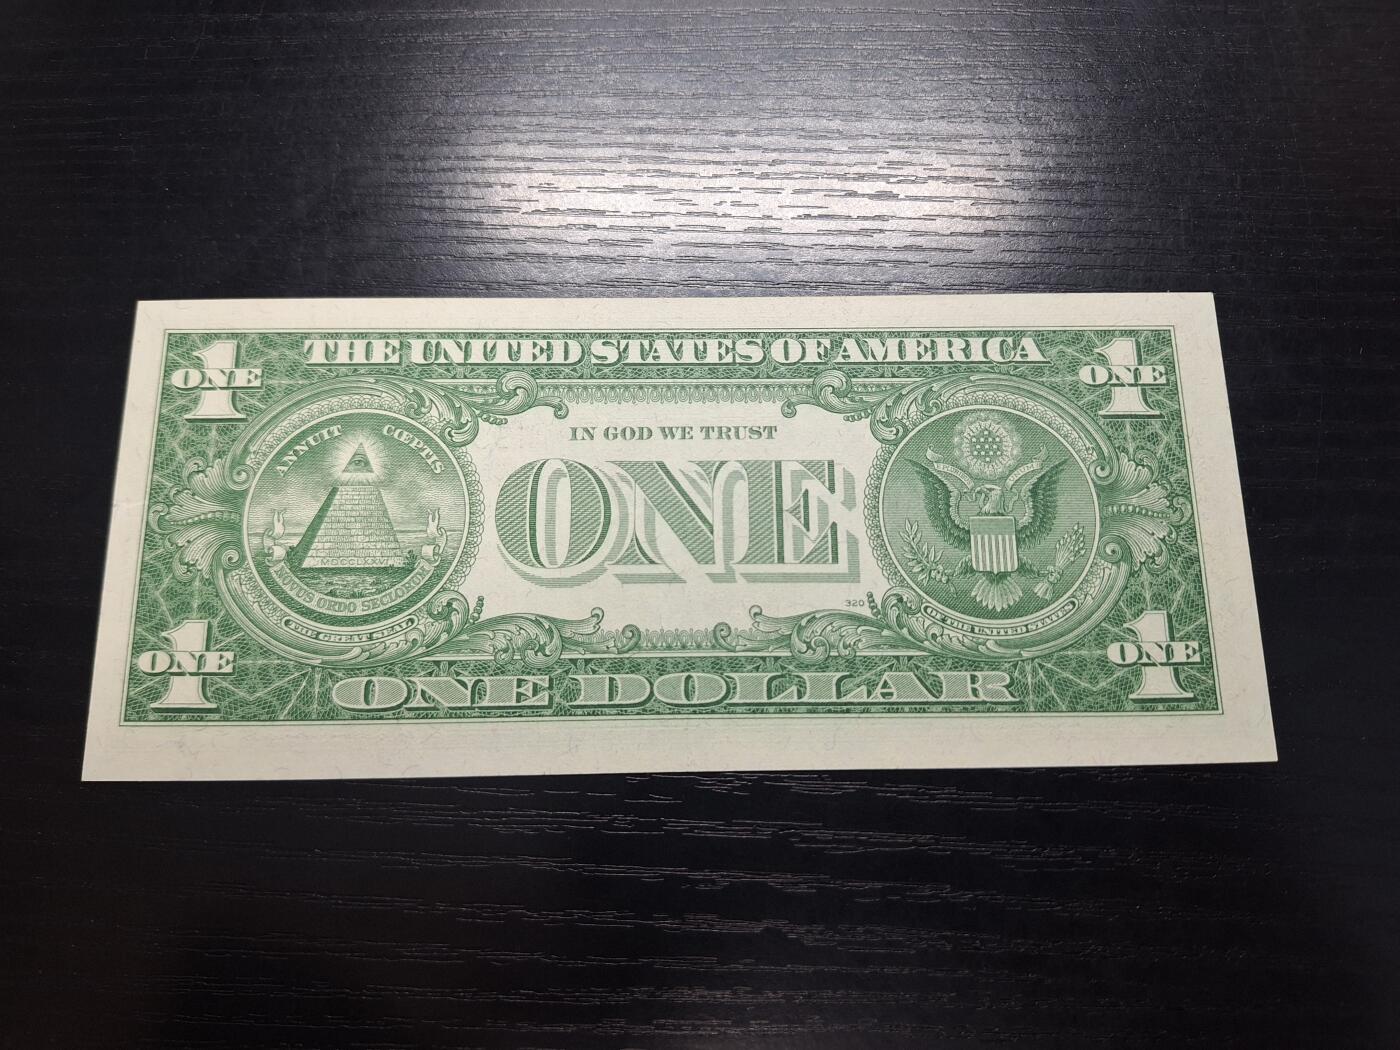 THE UNITED STATES OF AMERICA
1
ONE
1
ONE
ANNUIT CŒPTIS
IN GOD WE TRUST
ONE
MDCCLXXVI
NOVUS ORDO SECLORUM
THE GREAT SEAL
320
OF THE UNITED STATES
1
ONE
1
ONE
ONE DOLLAR